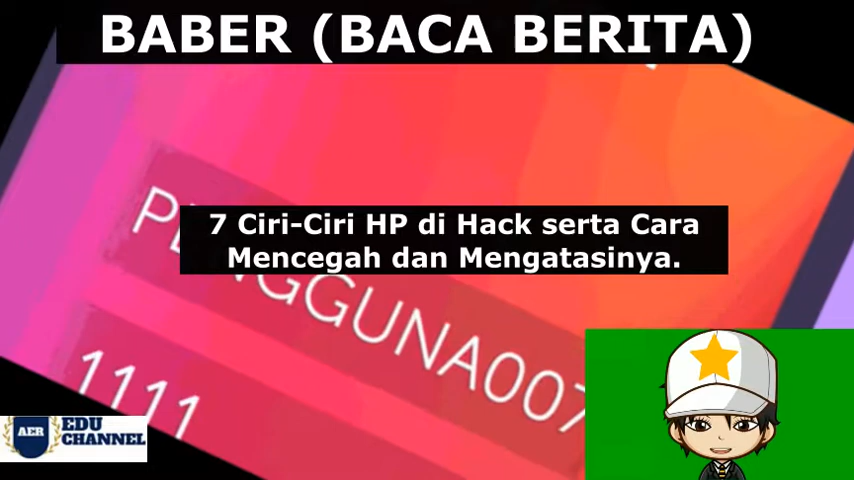 BABER (BACA BERITA)
7 Ciri-Ciri HP di Hack serta Cara
Mencegah dan Mengatasinya.
1111
AER
EDU
CHANNEL